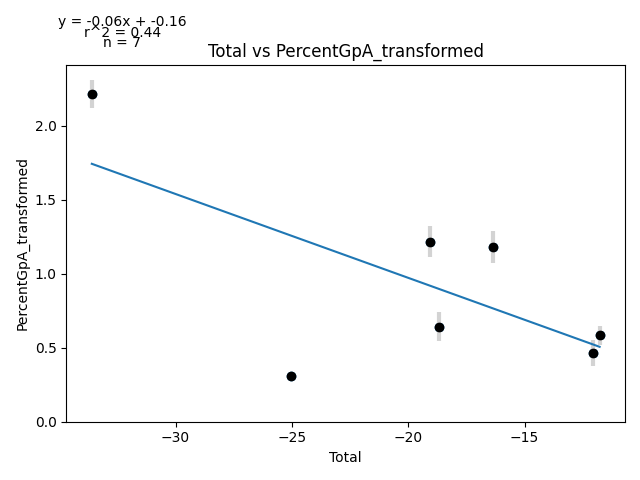 y = -0.06x + -0.16
r^2 = 0.44
n = 7
Total vs PercentGpA_transformed
PercentGpA_transformed
2.0
1.5
1.0
0.5
0.0
−30
−25
−20
−15
Total